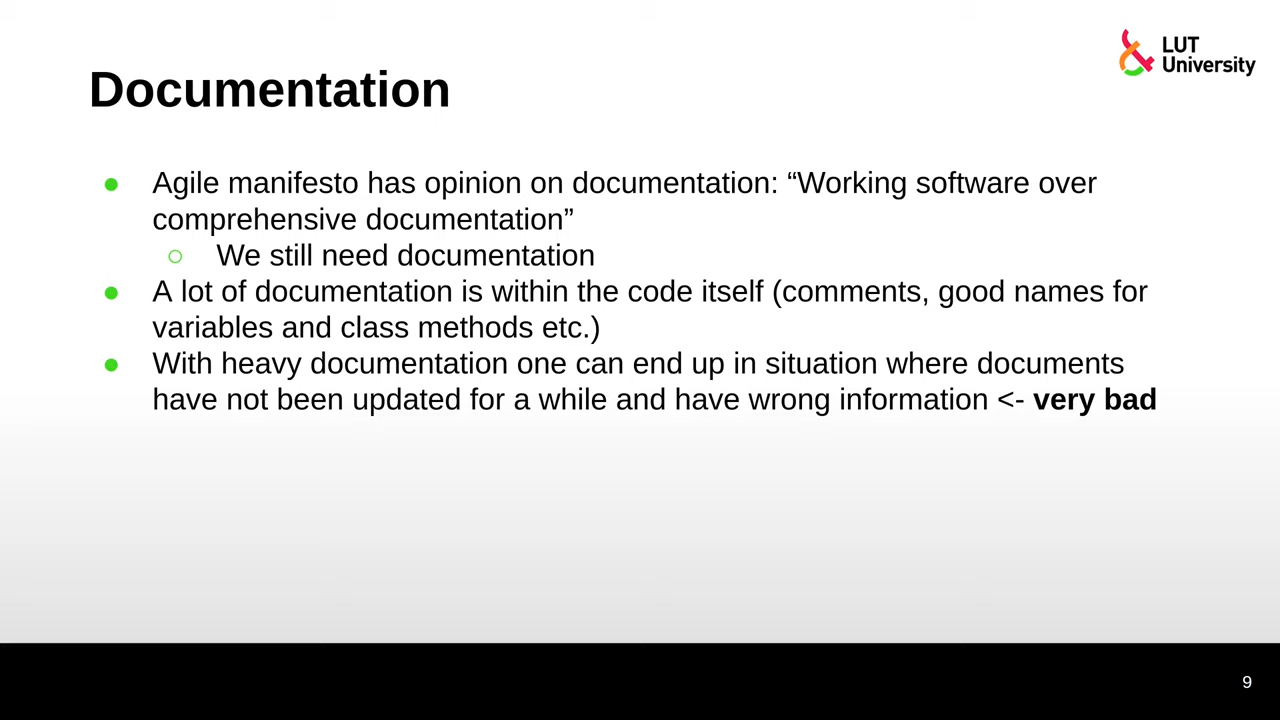 LUT
University
Documentation
● Agile manifesto has opinion on documentation: “Working software over
comprehensive documentation”
○ We still need documentation
● A lot of documentation is within the code itself (comments, good names for
variables and class methods etc.)
● With heavy documentation one can end up in situation where documents
have not been updated for a while and have wrong information <- very bad
9